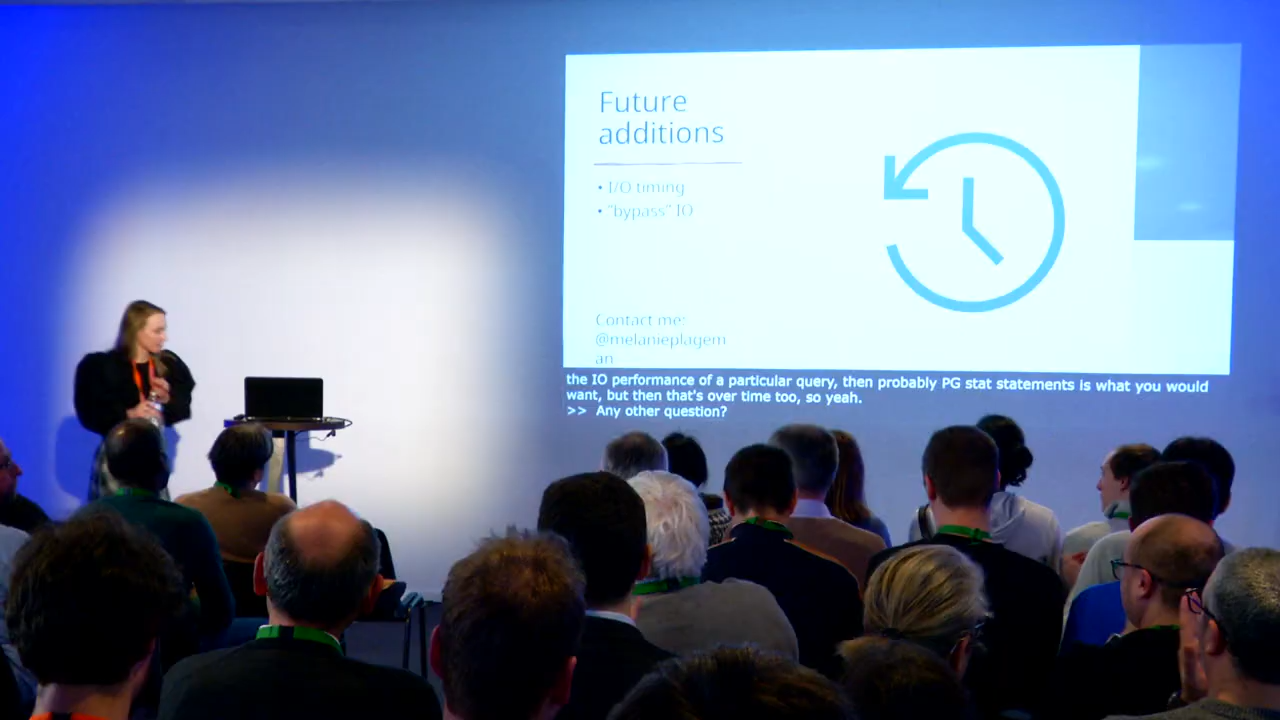 Future
additions
• I/O timing
• "bypass" IO
Contact me:
@melanieplagem
an
the IO performance of a particular query, then probably PG stat statements is what you would
want, but then that's over time too, so yeah.
>> Any other question?